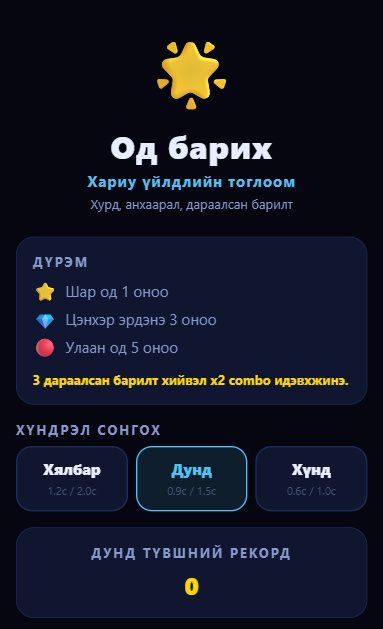 Од барих
Хариу үйлдлийн тоглоом
Хурд, анхаарал, дараалсан барилт
ДҮРЭМ
Шар од 1 оноо
Цэнхэр эрдэнэ 3 оноо
Улаан од 5 оноо
3 дараалсан барилт хийвэл x2 combo идэвхжинэ.
ХҮНДРЭЛ СОНГОХ
Хялбар Дунд Хүнд
1.2с / 2.0с 0.9с / 1.5с 0.6с / 1.0с
ДУНД ТҮВШНИЙ РЕКОРД
0